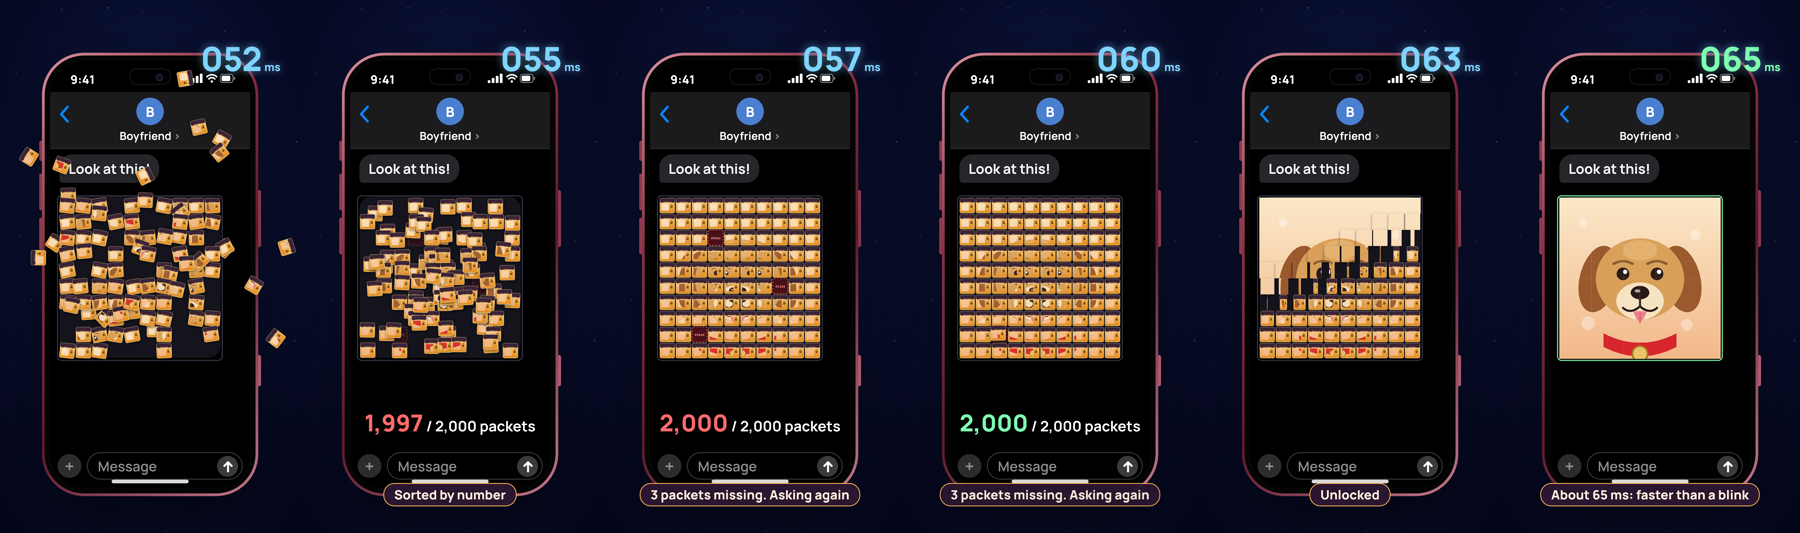 052 ms
9:41
B
Boyfriend ›
Look at this!
+ Message
055 ms
9:41
B
Boyfriend ›
Look at this!
1,997 / 2,000 packets
+ Message
Sorted by number
057 ms
9:41
B
Boyfriend ›
Look at this!
2,000 / 2,000 packets
+ Message
3 packets missing. Asking again
060 ms
9:41
B
Boyfriend ›
Look at this!
2,000 / 2,000 packets
+ Message
3 packets missing. Asking again
063 ms
9:41
B
Boyfriend ›
Look at this!
+ Message
Unlocked
065 ms
9:41
B
Boyfriend ›
Look at this!
+ Message
About 65 ms: faster than a blink